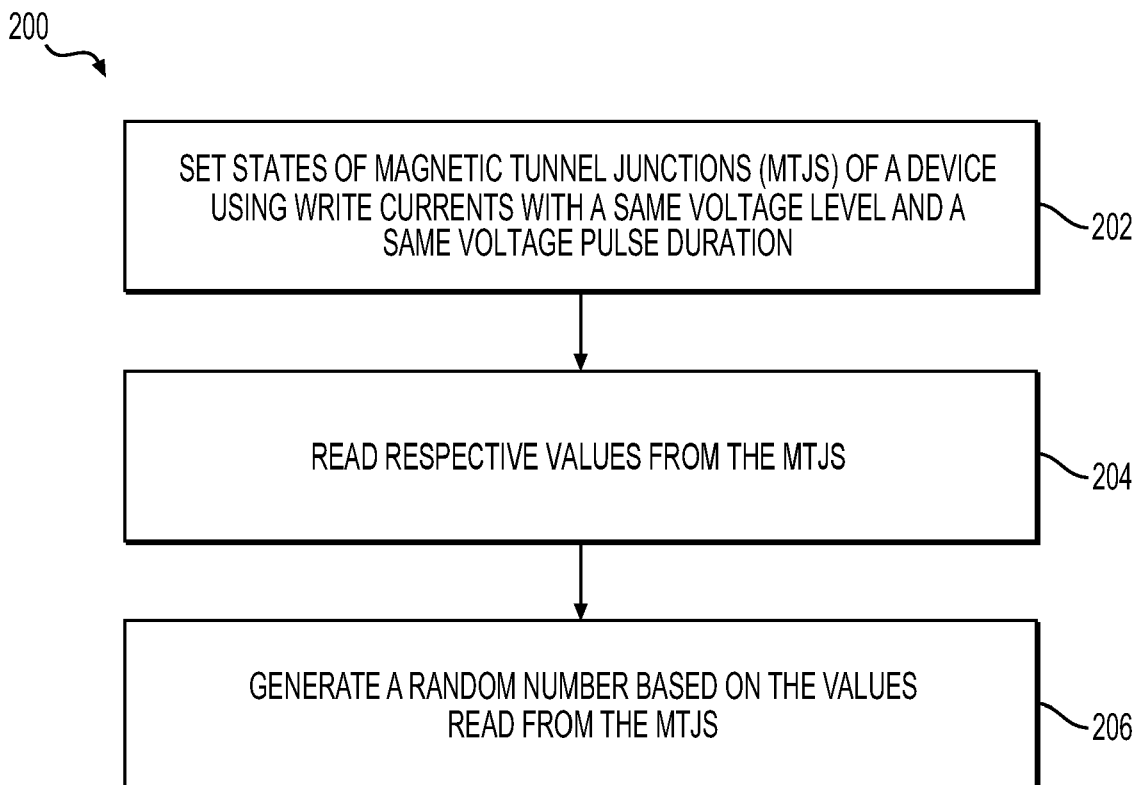 200
SET STATES OF MAGNETIC TUNNEL JUNCTIONS (MTJS) OF A DEVICE
USING WRITE CURRENTS WITH A SAME VOLTAGE LEVEL AND A
SAME VOLTAGE PULSE DURATION
202
READ RESPECTIVE VALUES FROM THE MTJS
204
GENERATE A RANDOM NUMBER BASED ON THE VALUES
READ FROM THE MTJS
206